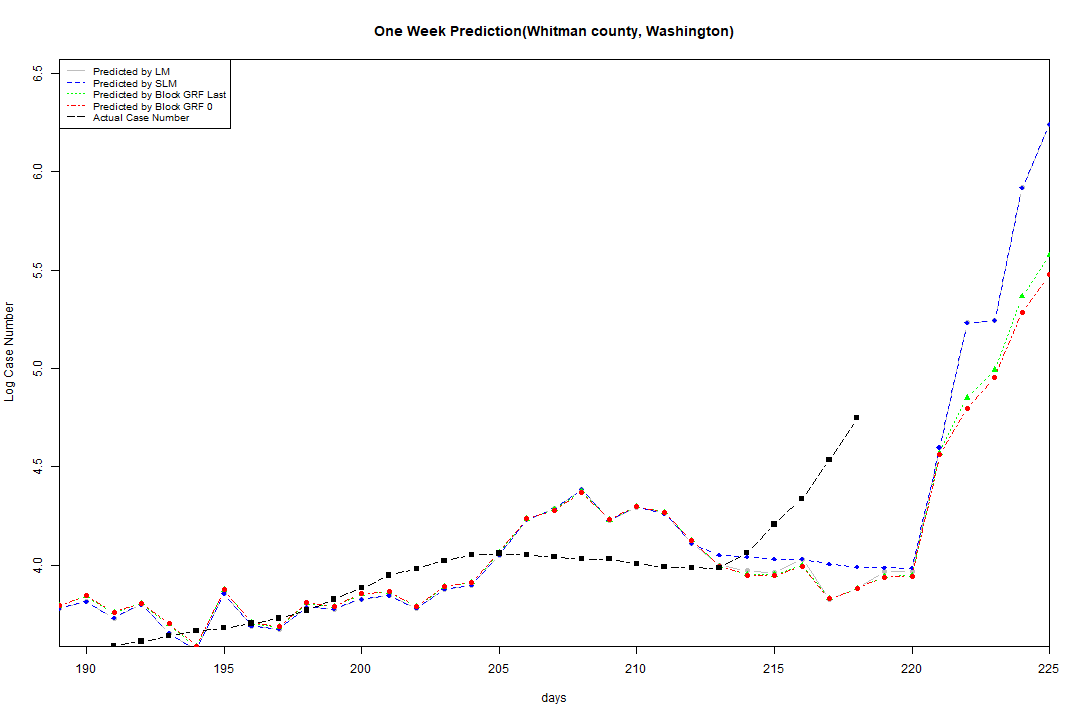 One Week Prediction(Whitman county, Washington)
Predicted by LM
Predicted by SLM
Predicted by Block GRF Last
Predicted by Block GRF 0
Actual Case Number
6.5
6.0
5.5
5.0
4.5
4.0
Log Case Number
190 195 200 205 210 215 220 225
days